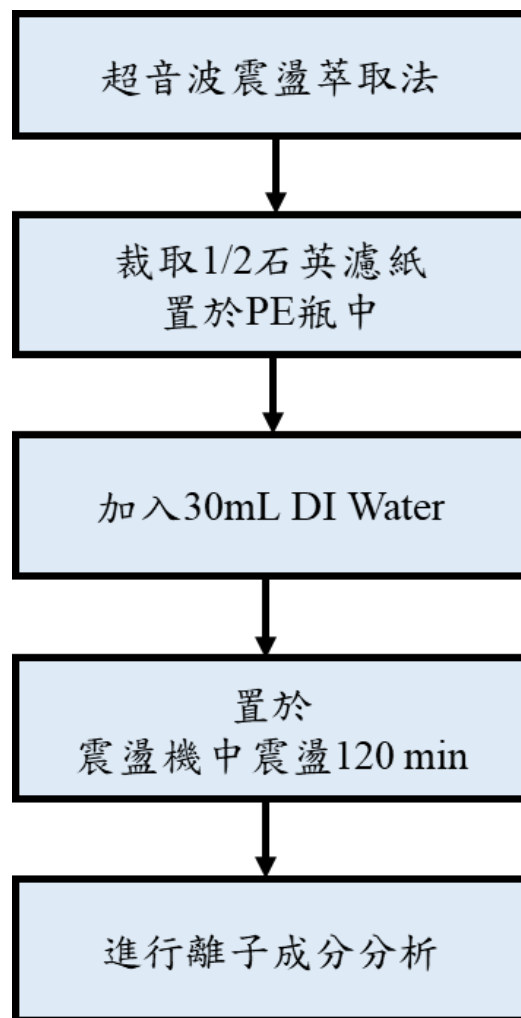 超音波震盪萃取法
裁取1/2石英濾紙
置於PE瓶中
加入30mL DI Water
置於
震盪機中震盪120 min
進行離子成分分析